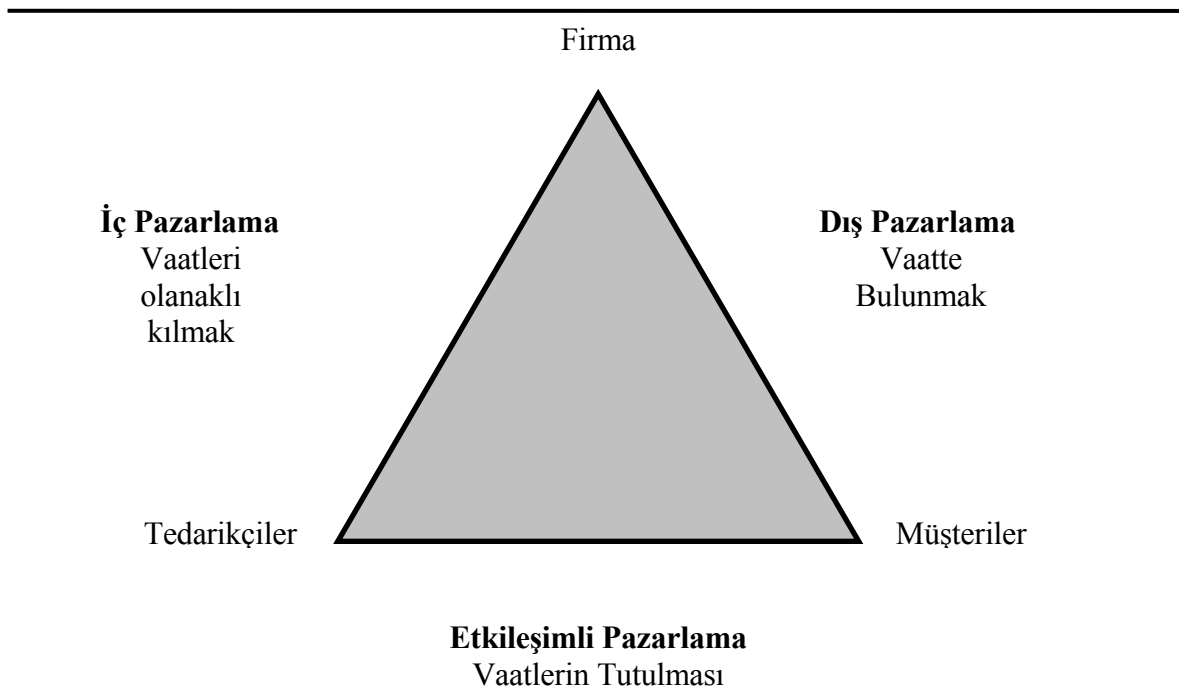 Firma
İç Pazarlama
Vaatleri
olanaklı
kılmak
Dış Pazarlama
Vaatte
Bulunmak
Tedarikçiler
Müşteriler
Etkileşimli Pazarlama
Vaatlerin Tutulması